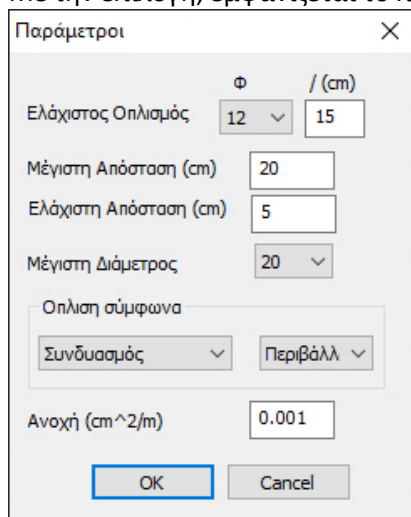 Παράμετροι
Φ / (cm)
Ελάχιστος Οπλισμός 12 15
Μέγιστη Απόσταση (cm) 20
Ελάχιστη Απόσταση (cm) 5
Μέγιστη Διάμετρος 20
Οπλιση σύμφωνα
Συνδυασμός Περιβάλλ
Ανοχή (cm^2/m) 0.001
OK Cancel